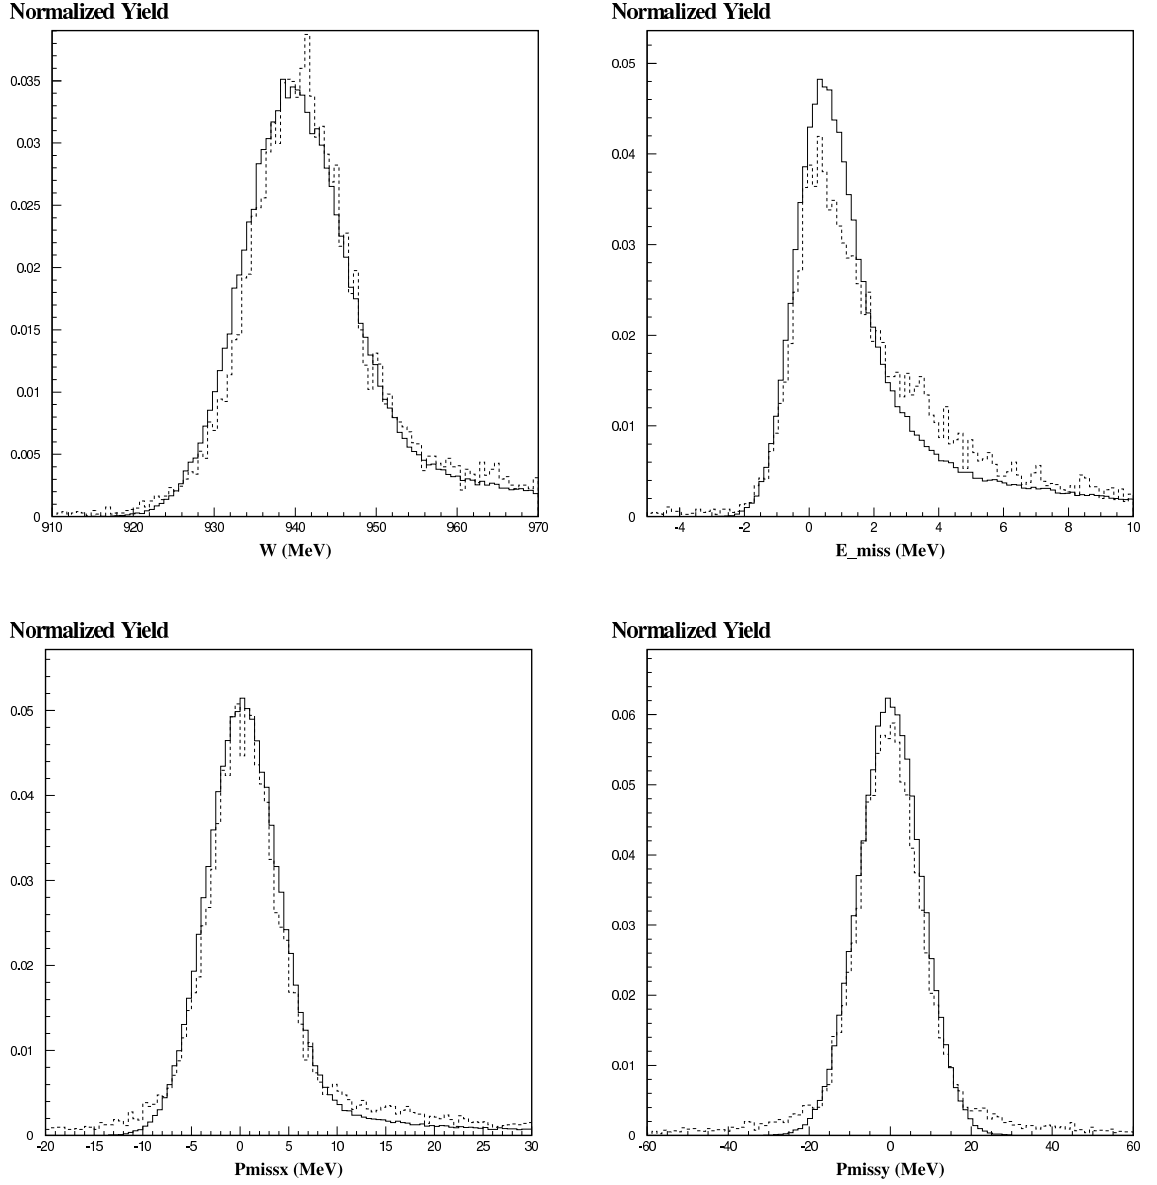 Normalized Yield
0.035
0.03
0.025
0.02
0.015
0.01
0.005
0
910 920 930 940 950 960 970
W (MeV)
Normalized Yield
0.05
0.04
0.03
0.02
0.01
0
-4 -2 0 2 4 6 8 10
E_miss (MeV)
Normalized Yield
0.05
0.04
0.03
0.02
0.01
0
-20 -15 -10 -5 0 5 10 15 20 25 30
Pmissx (MeV)
Normalized Yield
0.06
0.05
0.04
0.03
0.02
0.01
0
-60 -40 -20 0 20 40 60
Pmissy (MeV)